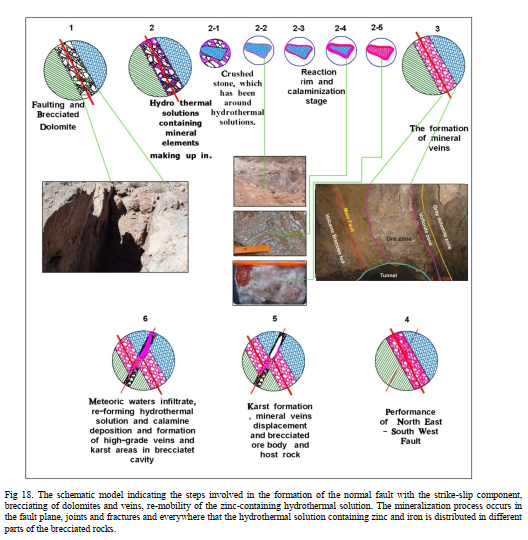 1
2
2-1
2-2
2-3
2-4
2-5
3
Faulting and
Brecciated
Dolomite
Hydro thermal
solutions
containing
mineral
elements
making up in.
Crushed
stone, which
has been
around
hydrothermal
solutions.
Reaction
rim and
calaminization
stage
The formation
of mineral
veins
Volcanic Breccia tuf
Main Fault
Ore zone
Dolomite zone
Gray dolomite zone
Tunnel
6
5
4
Meteoric waters infiltrate,
re-forming hydrothermal
solution and calamine
deposition and formation
of high-grade veins and
karst areas in brecciatet
cavity
Karst formation
, mineral veins
displacement
and brecciated
ore body and
host rock
Performance
of North East
- South West
Fault
Fig 18. The schematic model indicating the steps involved in the formation of the normal fault with the strike-slip component,
brecciating of dolomites and veins, re-mobility of the zinc-containing hydrothermal solution. The mineralization process occurs in
the fault plane, joints and fractures and everywhere that the hydrothermal solution containing zinc and iron is distributed in different
parts of the brecciated rocks.